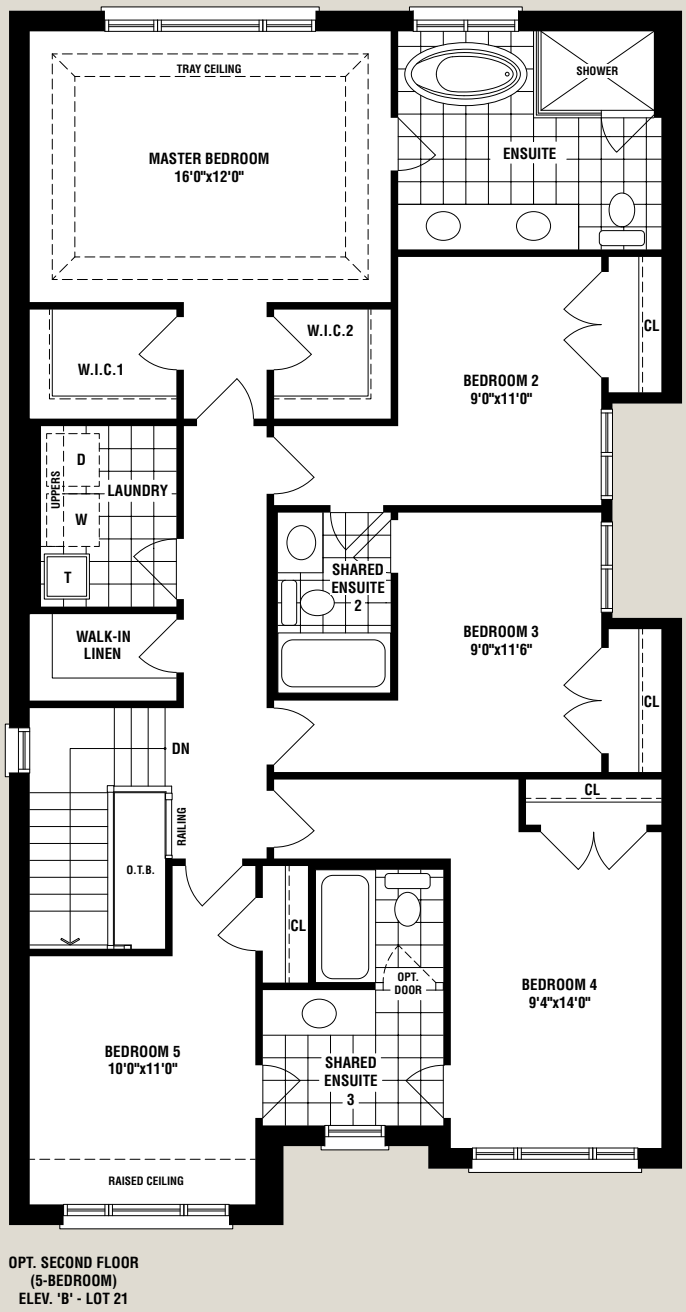 TRAY CEILING
MASTER BEDROOM
16'0"x12'0"
SHOWER
ENSUITE
W.I.C.1
W.I.C.2
CL
BEDROOM 2
9'0"x11'0"
D
UPPERS
LAUNDRY
W
T
SHARED
ENSUITE
2
WALK-IN
LINEN
BEDROOM 3
9'0"x11'6"
CL
DN
RAILING
O.T.B.
CL
CL
OPT.
DOOR
BEDROOM 4
9'4"x14'0"
BEDROOM 5
10'0"x11'0"
SHARED
ENSUITE
3
RAISED CEILING
OPT. SECOND FLOOR
(5-BEDROOM)
ELEV. 'B' - LOT 21